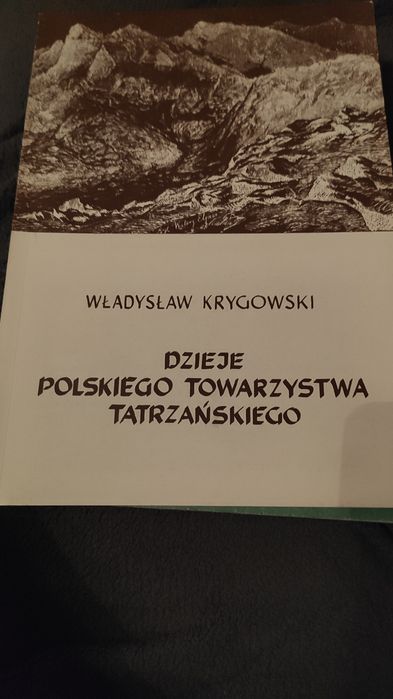 WŁADYSŁAW KRYGOWSKI
DZIEJE
POLSKIEGO TOWARZYSTWA
TATRZAŃSKIEGO